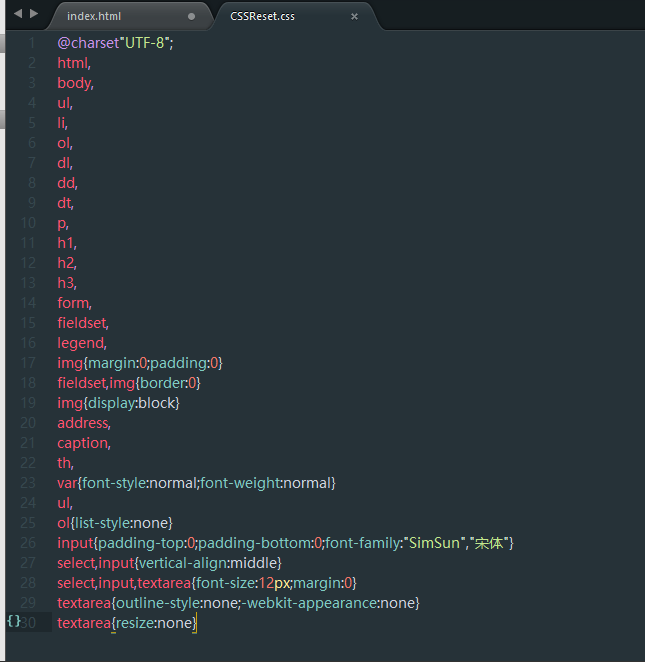 index.html
CSSReset.css
1 @charset"UTF-8";
2 html,
3 body,
4 ul,
5 li,
6 ol,
7 dl,
8 dd,
9 dt,
10 p,
11 h1,
12 h2,
13 h3,
14 form,
15 fieldset,
16 legend,
17 img{margin:0;padding:0}
18 fieldset,img{border:0}
19 img{display:block}
20 address,
21 caption,
22 th,
23 var{font-style:normal;font-weight:normal}
24 ul,
25 ol{list-style:none}
26 input{padding-top:0;padding-bottom:0;font-family:"SimSun","宋体"}
27 select,input{vertical-align:middle}
28 select,input,textarea{font-size:12px;margin:0}
29 textarea{outline-style:none;-webkit-appearance:none}
{} 30 textarea{resize:none}